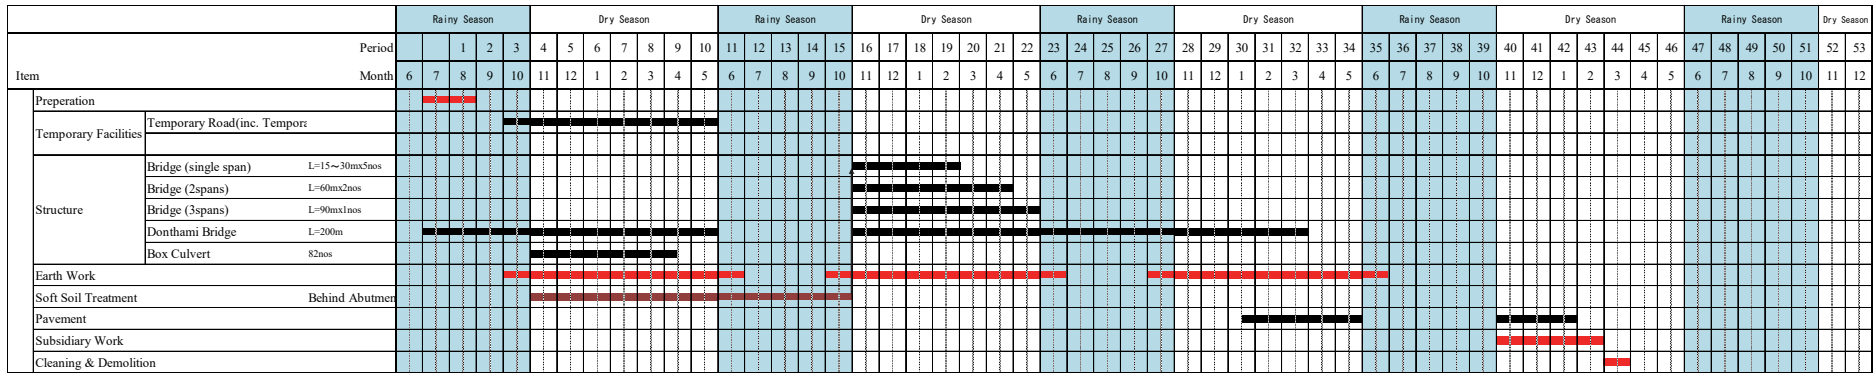 Rainy Season Dry Season Rainy Season Dry Season Rainy Season Dry Season Rainy Season Dry Season Rainy Season Dry Season
Period 1 2 3 4 5 6 7 8 9 10 11 12 13 14 15 16 17 18 19 20 21 22 23 24 25 26 27 28 29 30 31 32 33 34 35 36 37 38 39 40 41 42 43 44 45 46 47 48 49 50 51 52 53
Item Month 6 7 8 9 10 11 12 1 2 3 4 5 6 7 8 9 10 11 12 1 2 3 4 5 6 7 8 9 10 11 12 1 2 3 4 5 6 7 8 9 10 11 12 1 2 3 4 5 6 7 8 9 10 11 12
Preperation
Temporary Facilities Temporary Road(inc. Tempora
Structure
Bridge (single span) L=15~30mx5nos
Bridge (2spans) L=60mx2nos
Bridge (3spans) L=90mx1nos
Donthami Bridge L=200m
Box Culvert 82nos
Earth Work
Soft Soil Treatment Behind Abutmen
Pavement
Subsidiary Work
Cleaning & Demolition